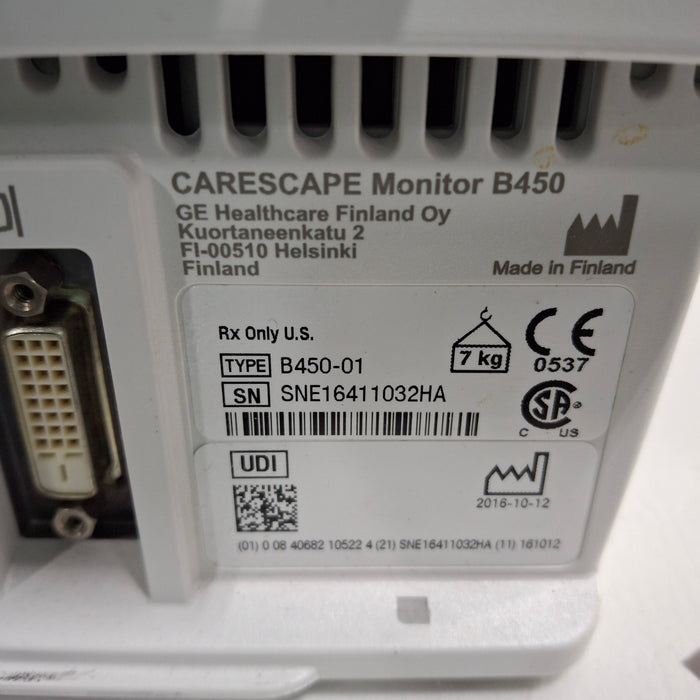 CARESCAPE Monitor B450
GE Healthcare Finland Oy
Kuortaneenkatu 2
FI-00510 Helsinki
Finland
Made in Finland
Rx Only U.S.
TYPE B450-01
SN SNE16411032HA
7 kg
CE
0537
SA
C US
UDI
2016-10-12
(01) 0 08 40682 10522 4 (21) SNE16411032HA (11) 161012